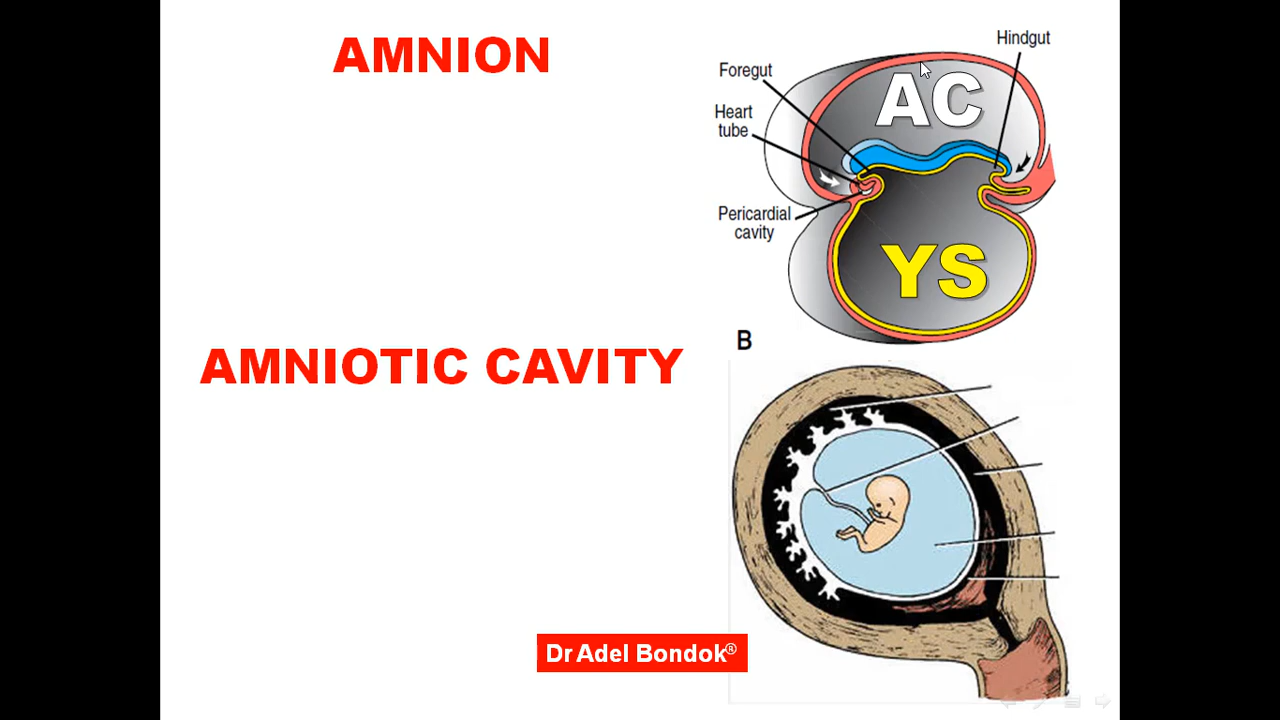 AMNION
Hindgut
Foregut
AC
Heart
tube
Pericardial
cavity
YS
B
AMNIOTIC CAVITY
Dr Adel Bondok®